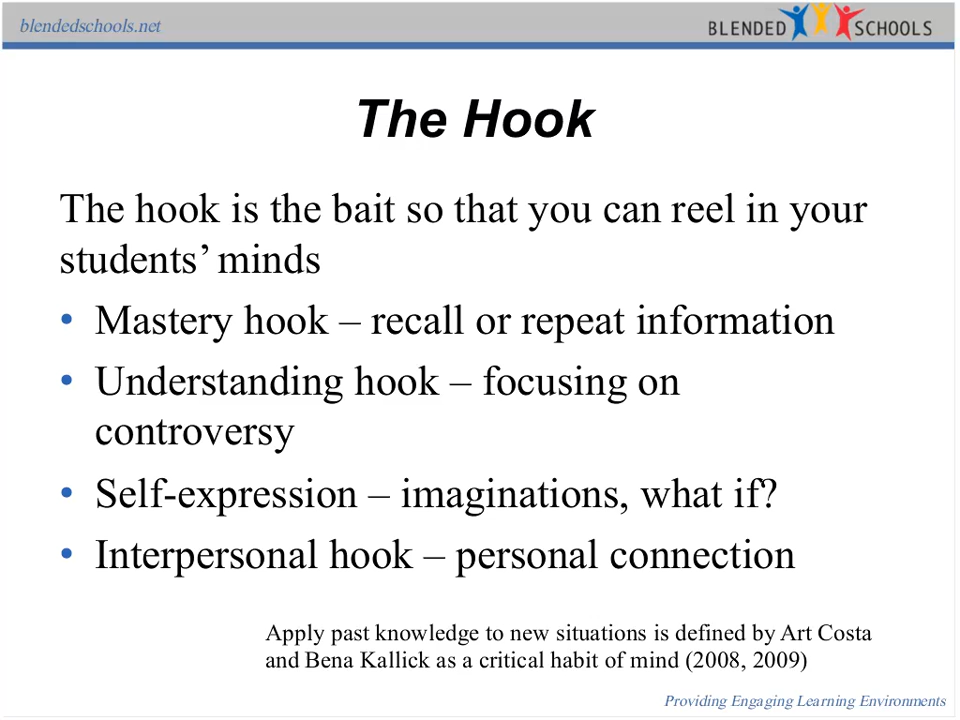 blendedschools.net
BLENDED SCHOOLS
The Hook
The hook is the bait so that you can reel in your
students’ minds
• Mastery hook – recall or repeat information
• Understanding hook – focusing on
controversy
• Self-expression – imaginations, what if?
• Interpersonal hook – personal connection
Apply past knowledge to new situations is defined by Art Costa
and Bena Kallick as a critical habit of mind (2008, 2009)
Providing Engaging Learning Environments